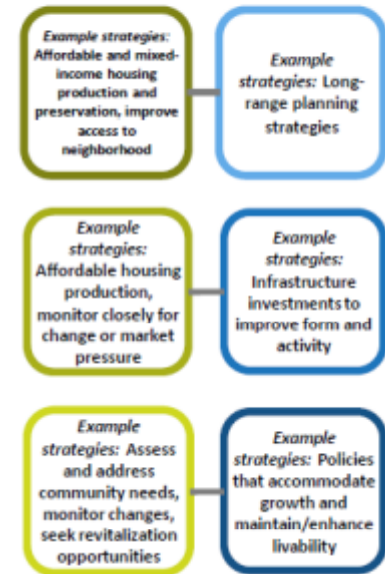 Example strategies:
Affordable and mixed-
income housing
production and
preservation, improve
access to
neighborhood
Example
strategies: Long-
range planning
strategies
Example
strategies:
Affordable housing
production,
monitor closely for
change or market
pressure
Example
strategies:
Infrastructure
investments to
improve form and
activity
Example
strategies: Assess
and address
community needs,
monitor changes,
seek revitalization
opportunities
Example
strategies: Policies
that accommodate
growth and
maintain/enhance
livability